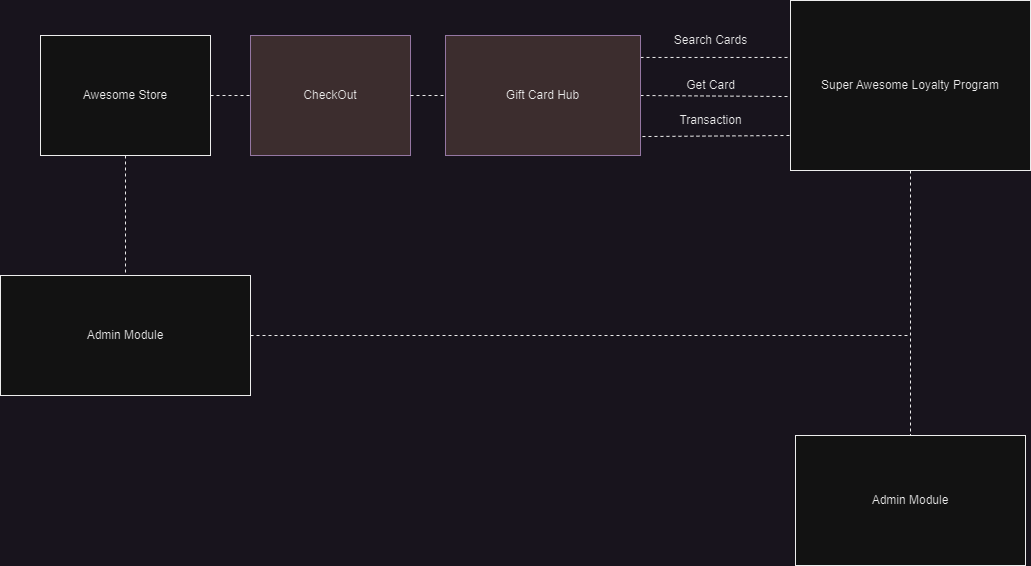 Search Cards
Awesome Store
CheckOut
Gift Card Hub
Get Card
Super Awesome Loyalty Program
Transaction
Admin Module
Admin Module